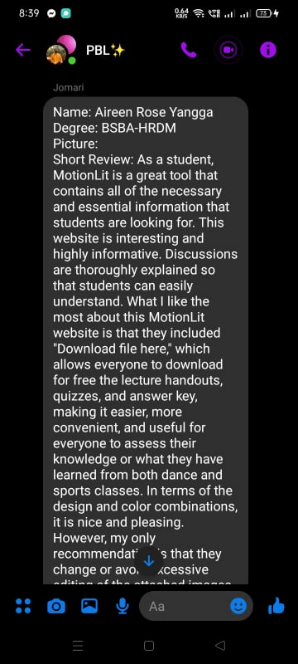 8:39
0.64
KB/S
73
PBL✨
Jomari
Name: Aireen Rose Yangga
Degree: BSBA-HRDM
Picture:
Short Review: As a student,
MotionLit is a great tool that
contains all of the necessary
and essential information that
students are looking for. This
website is interesting and
highly informative. Discussions
are thoroughly explained so
that students can easily
understand. What I like the
most about this MotionLit
website is that they included
"Download file here," which
allows everyone to download
for free the lecture handouts,
quizzes, and answer key,
making it easier, more
convenient, and useful for
everyone to assess their
knowledge or what they have
learned from both dance and
sports classes. In terms of the
design and color combinations,
it is nice and pleasing.
However, my only
is that they
change or
editing of the attached images
Aa